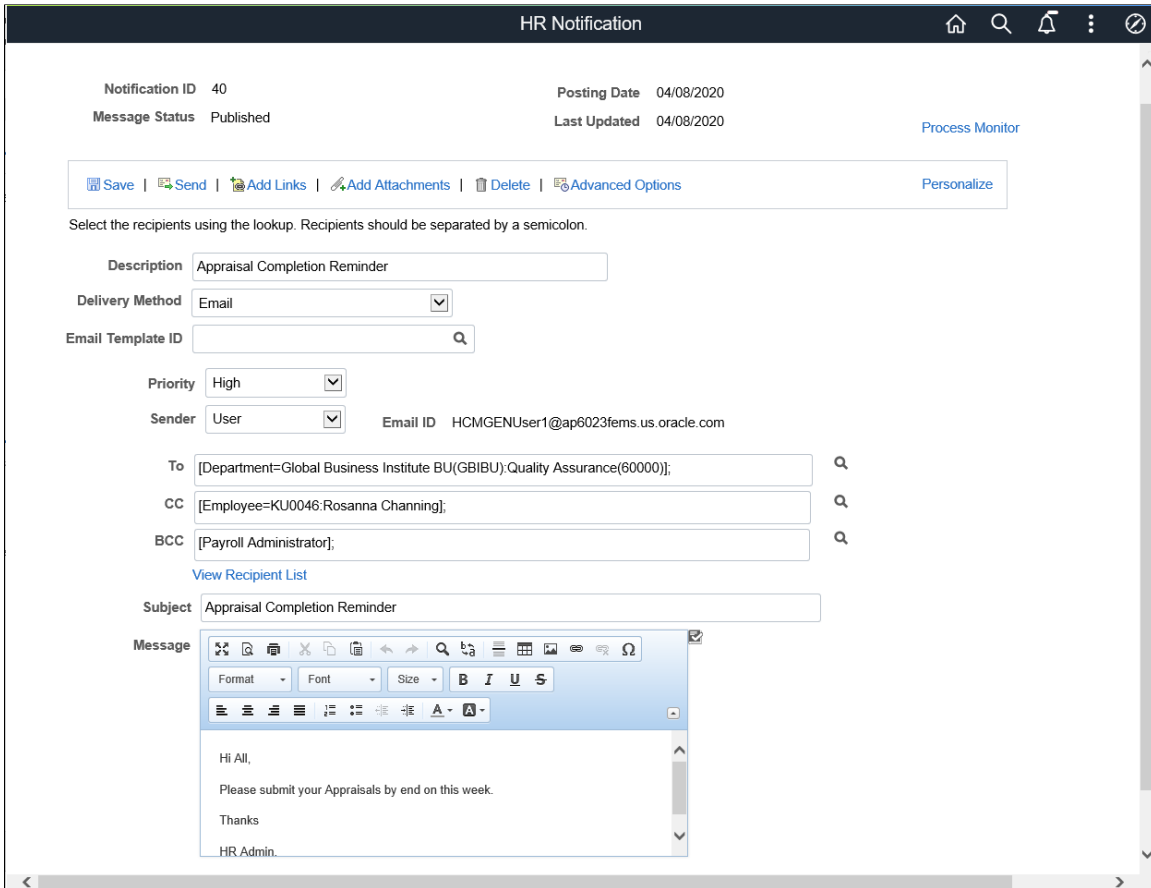 HR Notification
Notification ID 40
Posting Date 04/08/2020
Message Status Published
Last Updated 04/08/2020
Process Monitor
Save | Send | Add Links | Add Attachments | Delete | Advanced Options Personalize
Select the recipients using the lookup. Recipients should be separated by a semicolon.
Description Appraisal Completion Reminder
Delivery Method Email
Email Template ID
Priority High
Sender User Email ID HCMGENUser1@ap6023fems.us.oracle.com
To [Department=Global Business Institute BU(GBIBU):Quality Assurance(60000)];
CC [Employee=KU0046:Rosanna Channing];
BCC [Payroll Administrator];
View Recipient List
Subject Appraisal Completion Reminder
Message
Format Font Size B I U S
A A
Hi All,
Please submit your Appraisals by end on this week.
Thanks
HR Admin.